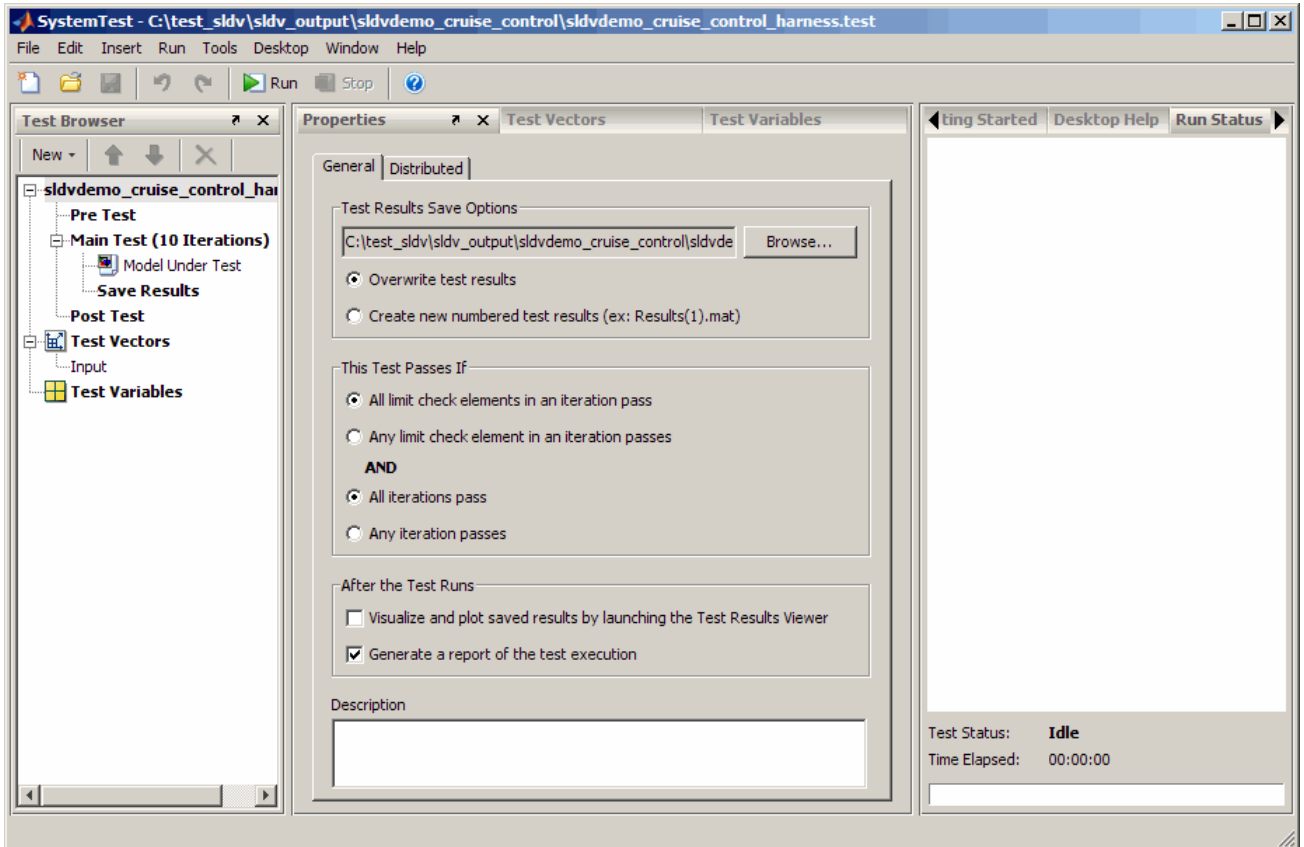 SystemTest - C:\test_sldv\sldv_output\sldvdemo_cruise_control\sldvdemo_cruise_control_harness.test
File Edit Insert Run Tools Desktop Window Help
Run Stop
Test Browser
New
sldvdemo_cruise_control_har
Pre Test
Main Test (10 Iterations)
Model Under Test
Save Results
Post Test
Test Vectors
Input
Test Variables
Properties Test Vectors Test Variables
General Distributed
Test Results Save Options
C:\test_sldv\sldv_output\sldvdemo_cruise_control\sldvde Browse...
Overwrite test results
Create new numbered test results (ex: Results(1).mat)
This Test Passes If
All limit check elements in an iteration pass
Any limit check element in an iteration passes
AND
All iterations pass
Any iteration passes
After the Test Runs
Visualize and plot saved results by launching the Test Results Viewer
Generate a report of the test execution
Description
ting Started Desktop Help Run Status
Test Status: Idle
Time Elapsed: 00:00:00